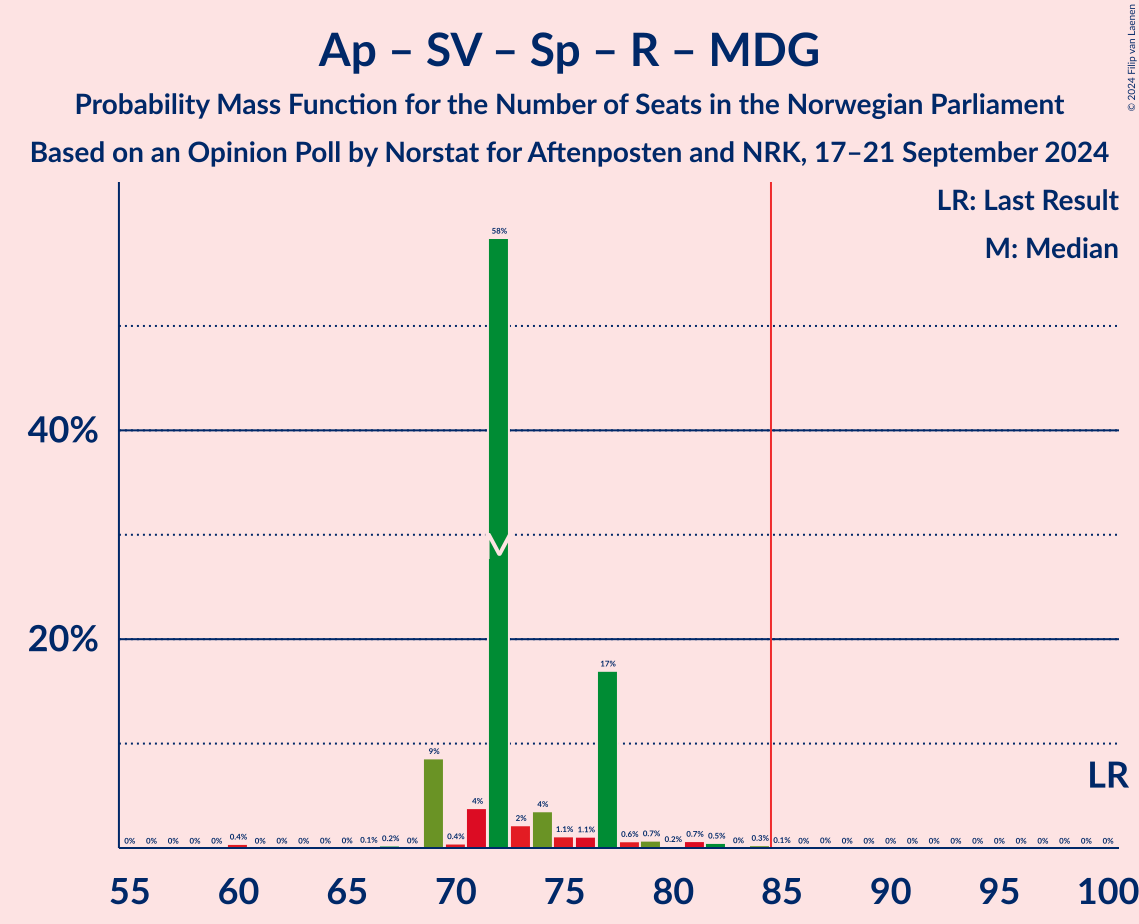 Ap – SV – Sp – R – MDG
Probability Mass Function for the Number of Seats in the Norwegian Parliament
Based on an Opinion Poll by Norstat for Aftenposten and NRK, 17–21 September 2024
© 2024 Filip van Laenen
LR: Last Result
M: Median
58%
40%
M
20%
17%
9%
LR
4% 4%
0% 0% 0% 0% 0% 0.4% 0% 0% 0% 0% 0% 0.1% 0.2% 0% 0.4% 2% 1.1% 1.1% 0.6% 0.7% 0.2% 0.7% 0.5% 0% 0.3% 0.1% 0% 0% 0% 0% 0% 0% 0% 0% 0% 0% 0% 0% 0% 0% 0%
55 60 65 70 75 80 85 90 95 100